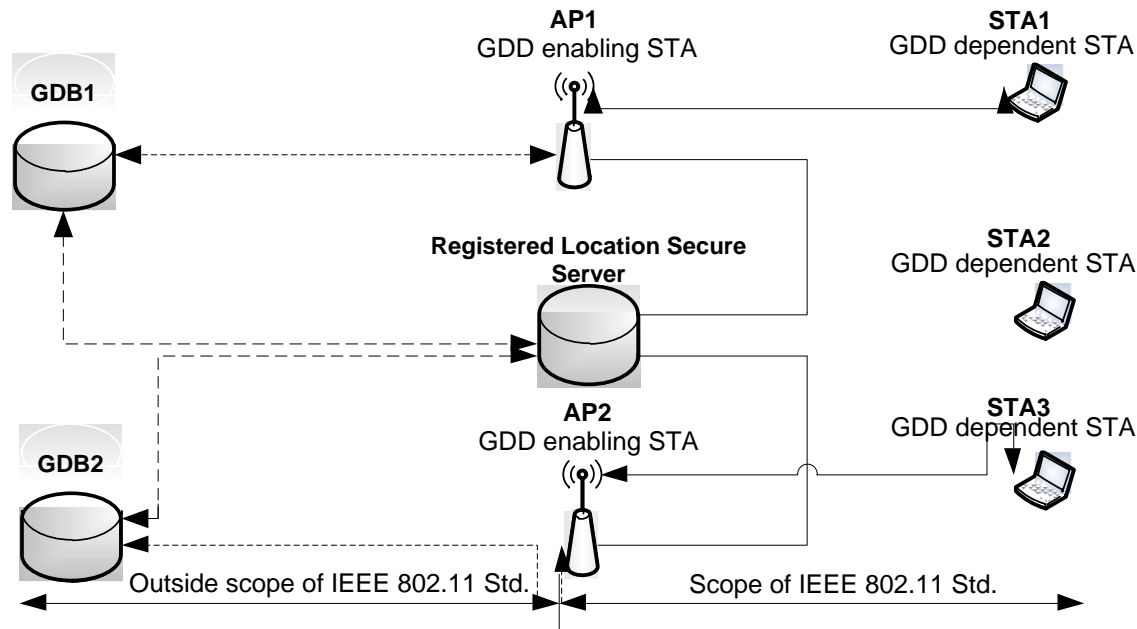 AP1
GDD enabling STA
STA1
GDD dependent STA
GDB1
Registered Location Secure
Server
STA2
GDD dependent STA
AP2
GDD enabling STA
STA3
GDD dependent STA
GDB2
Outside scope of IEEE 802.11 Std.
Scope of IEEE 802.11 Std.